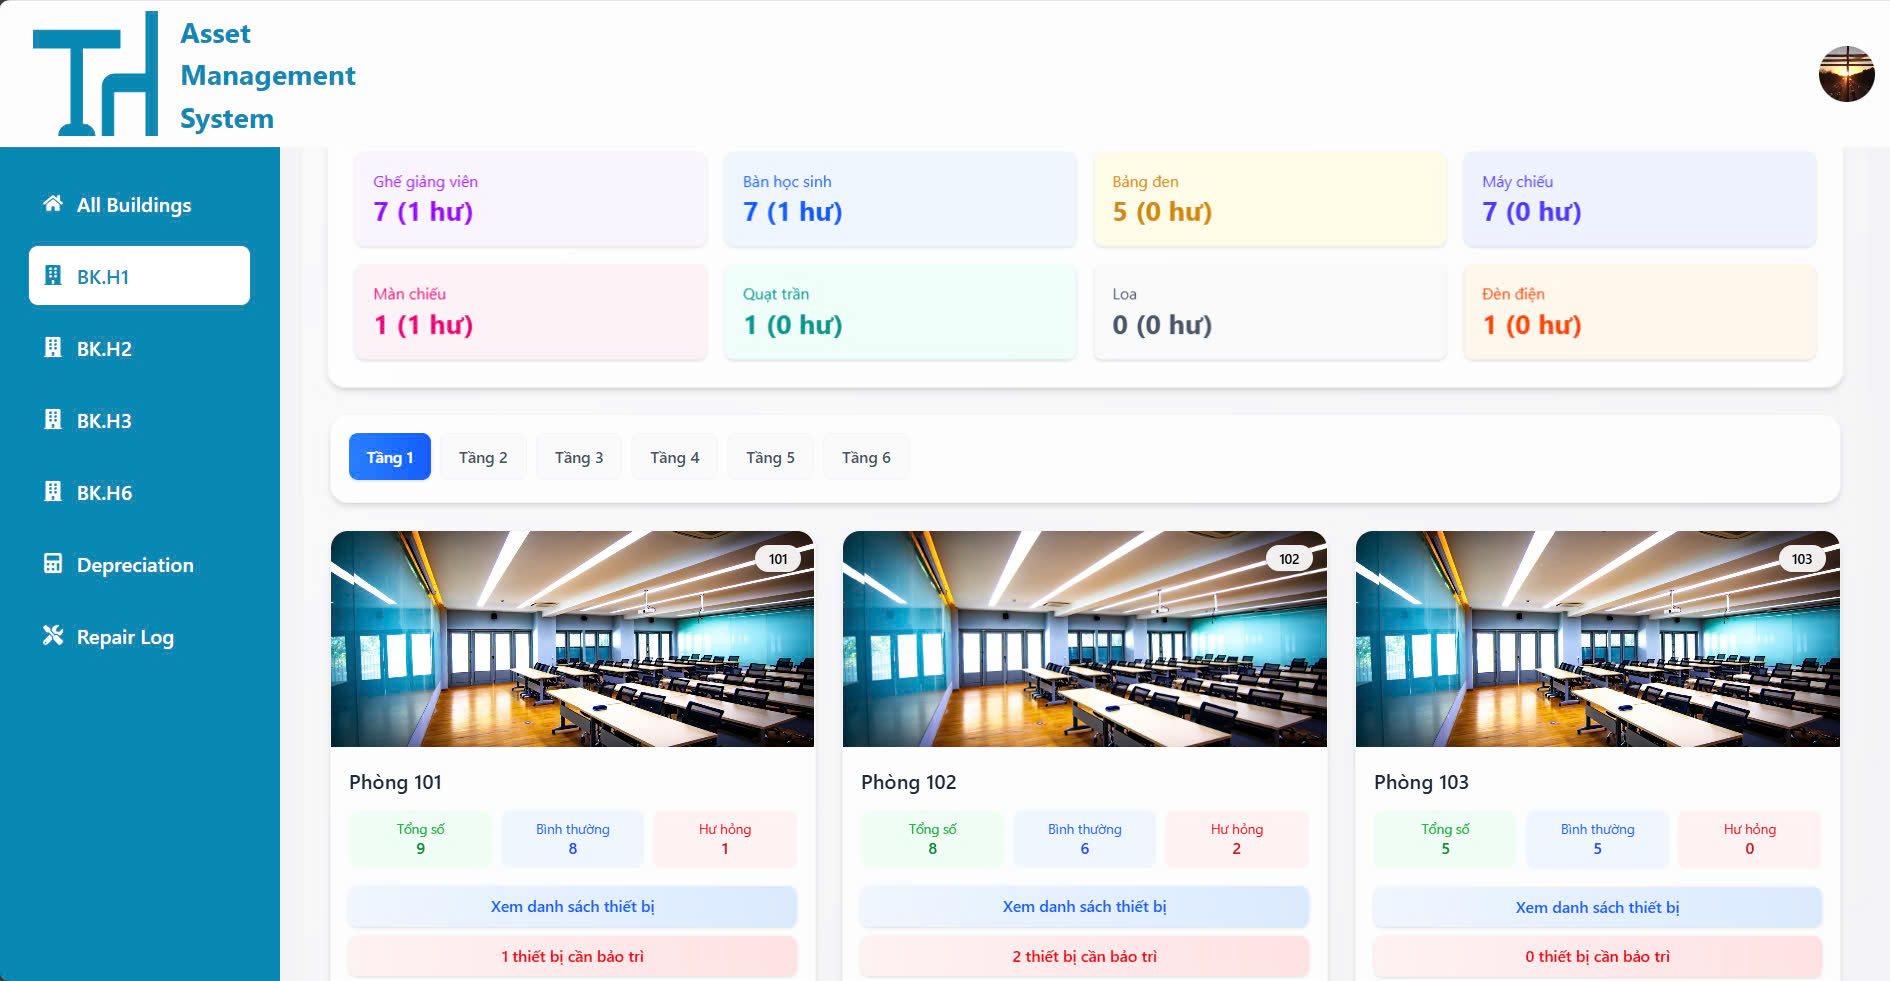 Asset
Management
System
All Buildings
BK.H1
BK.H2
BK.H3
BK.H6
Depreciation
Repair Log
Ghế giảng viên
7 (1 hư)
Bàn học sinh
7 (1 hư)
Bảng đen
5 (0 hư)
Máy chiếu
7 (0 hư)
Màn chiếu
1 (1 hư)
Quạt trần
1 (0 hư)
Loa
0 (0 hư)
Đèn điện
1 (0 hư)
Tầng 1
Tầng 2
Tầng 3
Tầng 4
Tầng 5
Tầng 6
101
Phòng 101
Tổng số
9
Bình thường
8
Hư hỏng
1
Xem danh sách thiết bị
1 thiết bị cần bảo trì
102
Phòng 102
Tổng số
8
Bình thường
6
Hư hỏng
2
Xem danh sách thiết bị
2 thiết bị cần bảo trì
103
Phòng 103
Tổng số
5
Bình thường
5
Hư hỏng
0
Xem danh sách thiết bị
0 thiết bị cần bảo trì